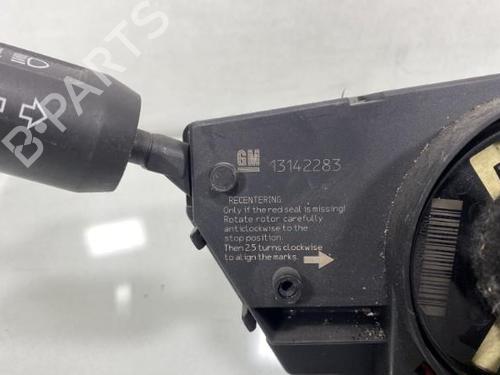 GM 13142283
RECENTERING
Only if the red seal is missing!
Rotate rotor carefully
anticlockwise to the
stop position.
Then 2.5 turns clockwise
to align the marks.
B-PARTS